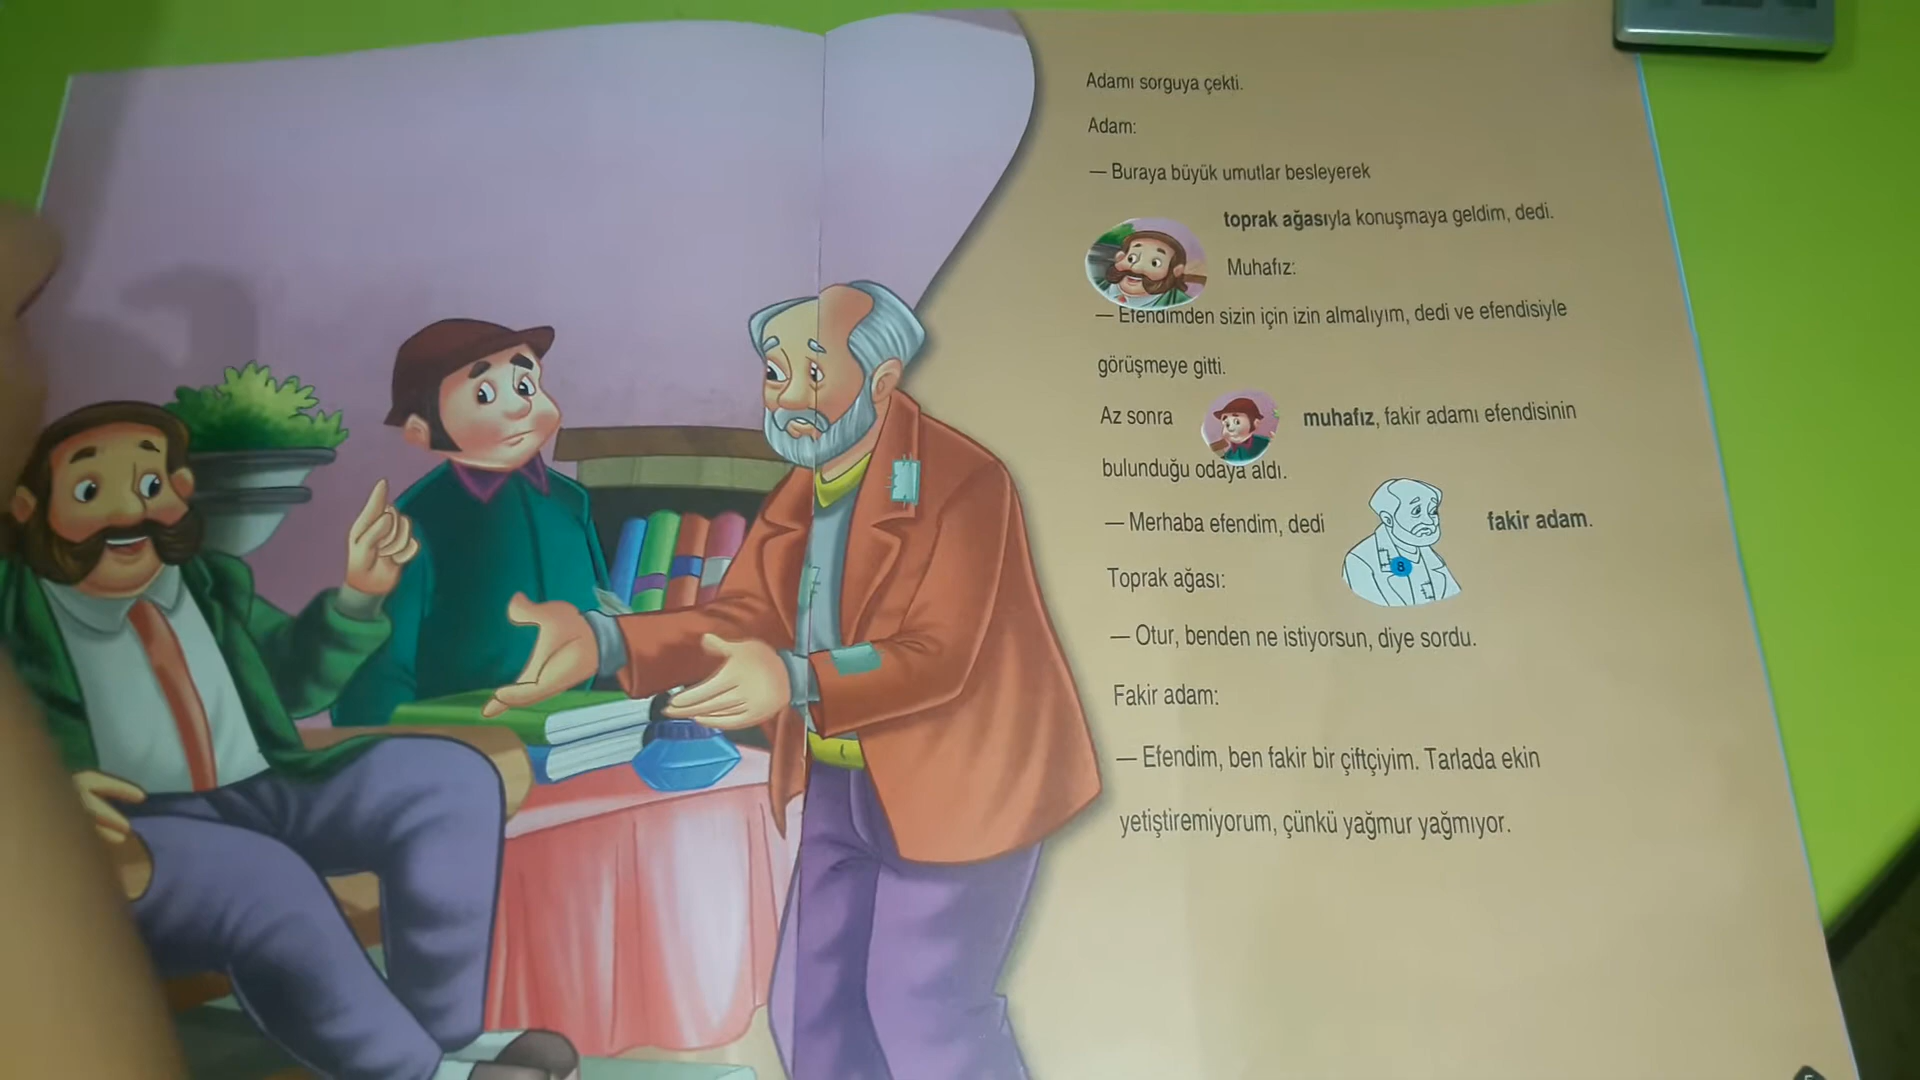 Adamı sorguya çekti.
Adam:
— Buraya büyük umutlar besleyerek
toprak ağasıyla konuşmaya geldim, dedi.
Muhafız:
— Efendimden sizin için izin almalıyım, dedi ve efendisiyle
görüşmeye gitti.
Az sonra muhafız, fakir adamı efendisinin
bulunduğu odaya aldı.
— Merhaba efendim, dedi fakir adam.
8
Toprak ağası:
— Otur, benden ne istiyorsun, diye sordu.
Fakir adam:
— Efendim, ben fakir bir çiftçiyim. Tarlada ekin
yetiştiremiyorum, çünkü yağmur yağmıyor.